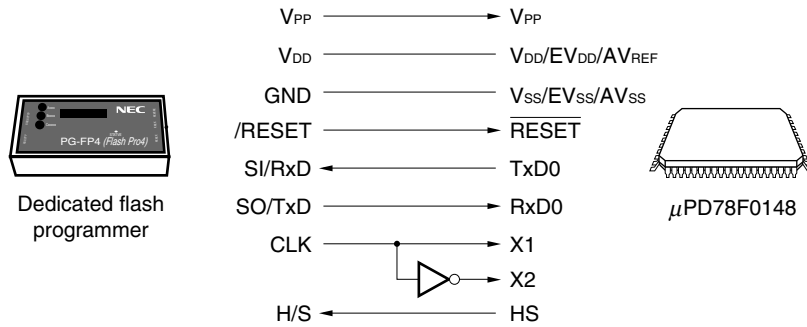 VPP VPP
VDD VDD/EVDD/AVREF
GND VSS/EVSS/AVSS
/RESET RESET
SI/RxD TxD0
SO/TxD RxD0
CLK X1
X2
H/S HS
NEC
PG-FP4 (Flash Pro4)
Dedicated flash
programmer
μPD78F0148